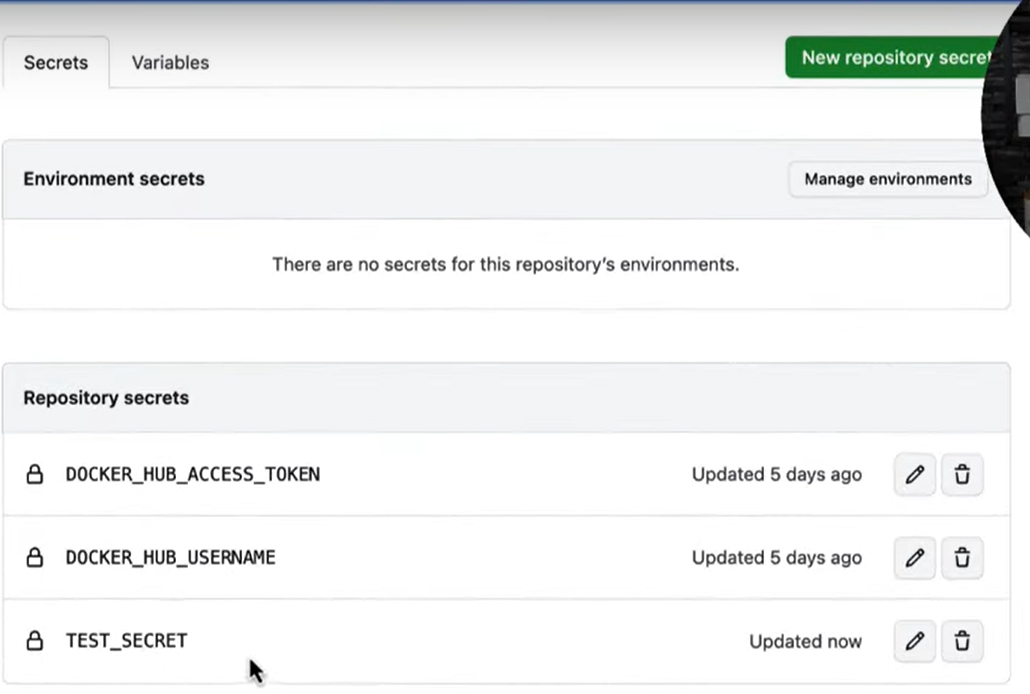 Secrets
Variables
New repository secret
Environment secrets
Manage environments
There are no secrets for this repository's environments.
Repository secrets
DOCKER_HUB_ACCESS_TOKEN
Updated 5 days ago
DOCKER_HUB_USERNAME
Updated 5 days ago
TEST_SECRET
Updated now